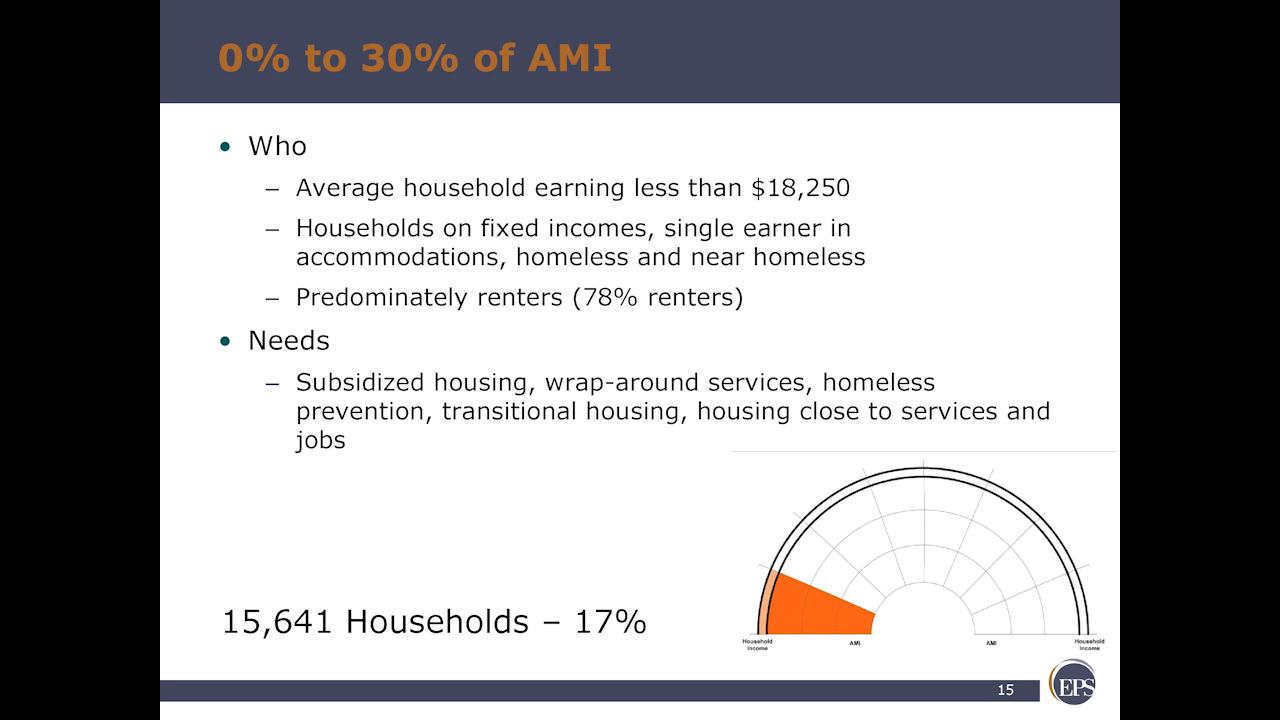 0% to 30% of AMI
• Who
– Average household earning less than $18,250
– Households on fixed incomes, single earner in
accommodations, homeless and near homeless
– Predominately renters (78% renters)
• Needs
– Subsidized housing, wrap-around services, homeless
prevention, transitional housing, housing close to services and
jobs
15,641 Households – 17%
Household
Income
AMI
AMI
Household
Income
15
EPS